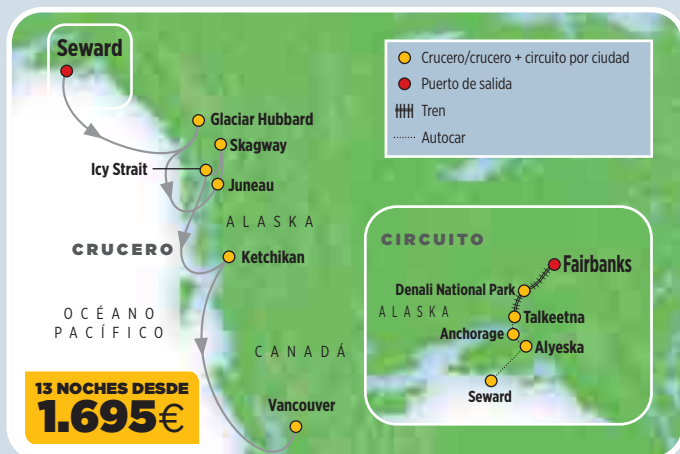 Seward
Glaciar Hubbard
Skagway
Icy Strait
Juneau
ALASKA
CRUCERO
Ketchikan
OCÉANO
PACÍFICO
CANADÁ
Vancouver
13 NOCHES DESDE
1.695€
Crucero/crucero + circuito por ciudad
Puerto de salida
Tren
Autocar
CIRCUITO
Fairbanks
Denali National Park
ALASKA
Talkeetna
Anchorage
Alyeska
Seward